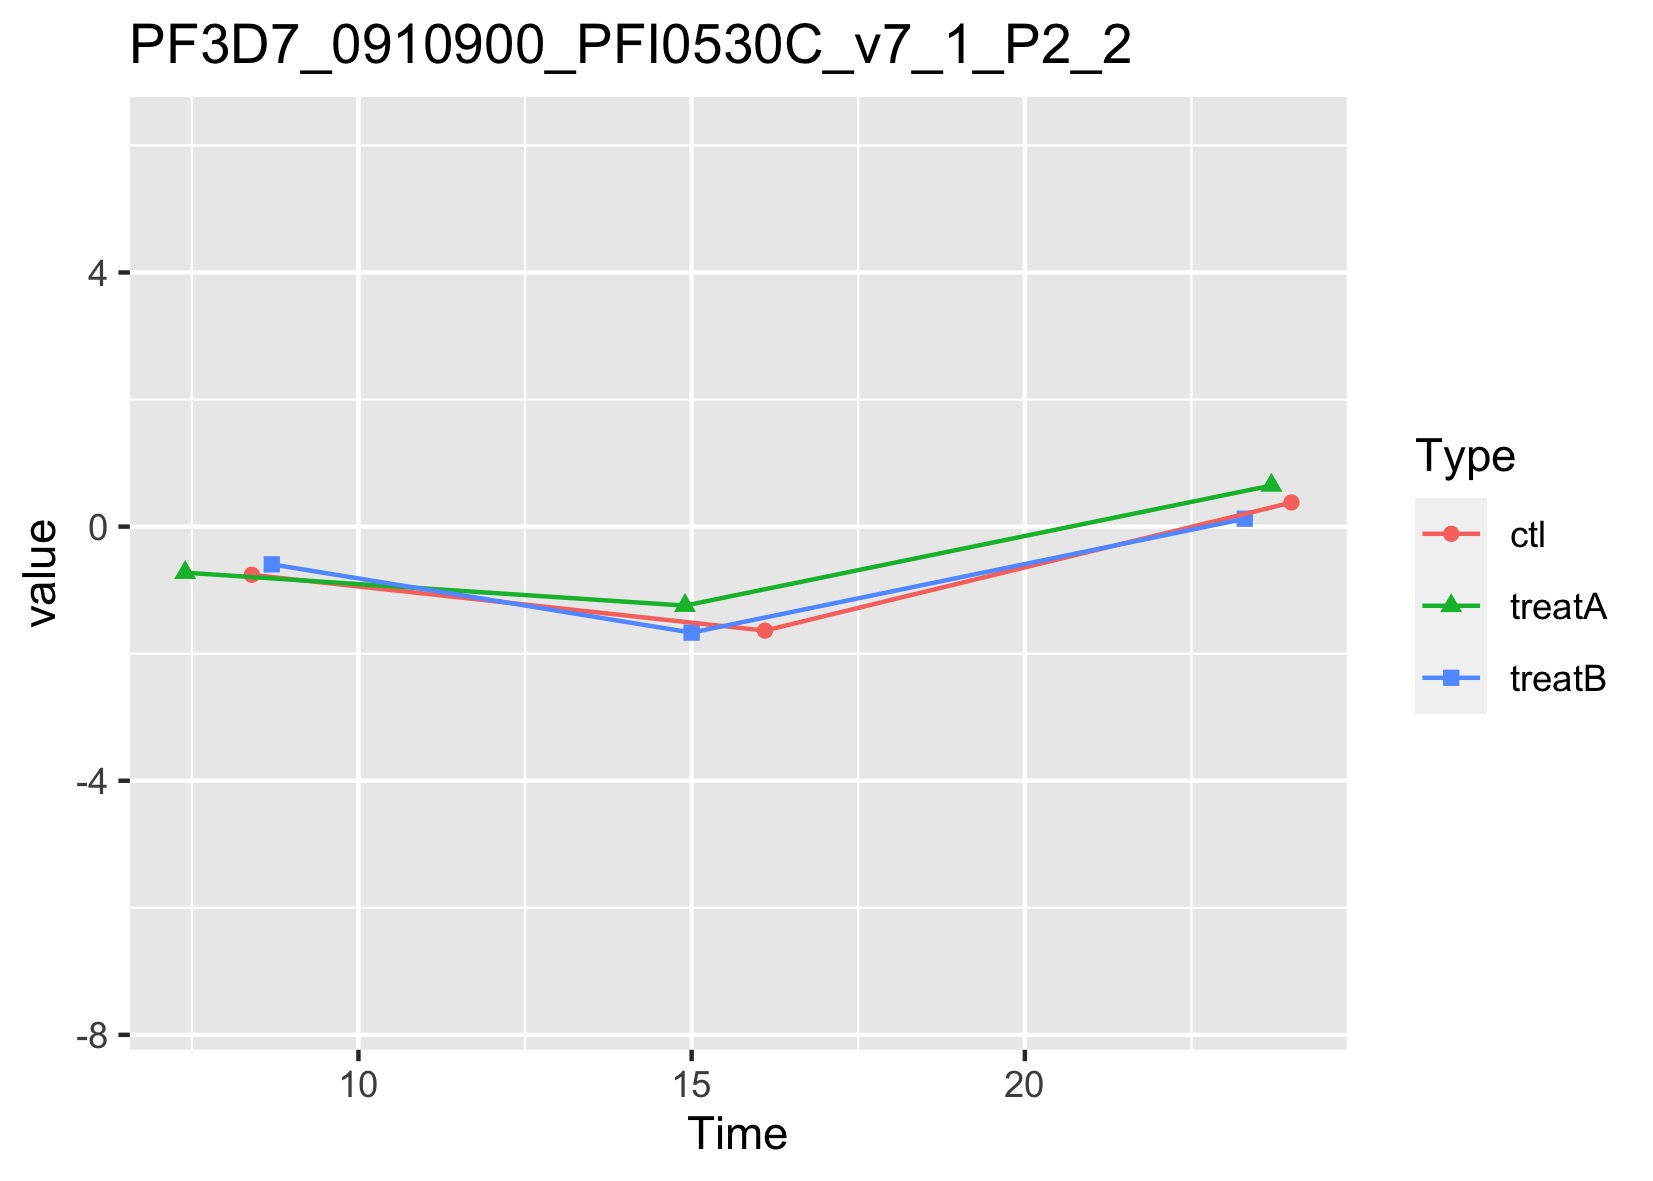 PF3D7_0910900_PFI0530C_v7_1_P2_2
value
4
0
-4
-8
10 15 20
Time
Type
ctl
treatA
treatB